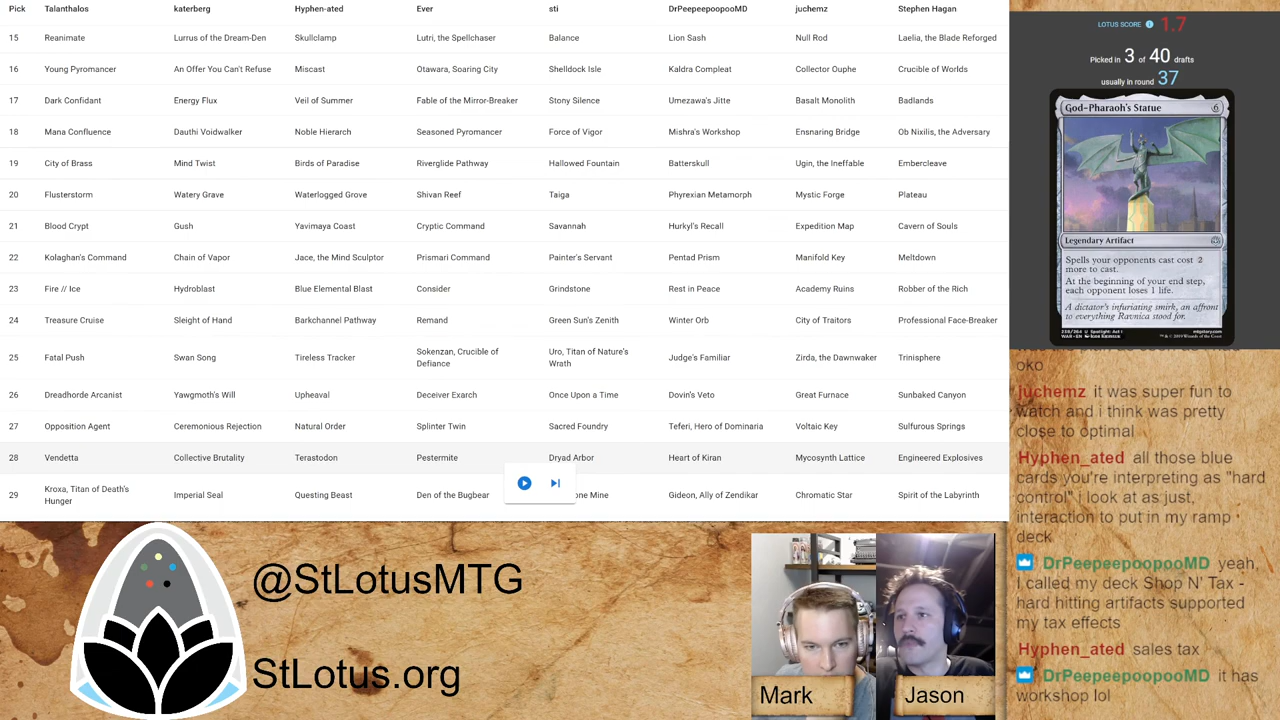 Pick Talanthalos katerberg Hyphen-ated Ever sti DrPeepeepoopooMD juchemz Stephen Hagan
15 Reanimate Lurrus of the Dream-Den Skullclamp Lutri, the Spellchaser Balance Lion Sash Null Rod Laelia, the Blade Reforged
16 Young Pyromancer An Offer You Can't Refuse Miscast Otawara, Soaring City Shelldock Isle Kaldra Compleat Collector Ouphe Crucible of Worlds
17 Dark Confidant Energy Flux Veil of Summer Fable of the Mirror-Breaker Stony Silence Umezawa's Jitte Basalt Monolith Badlands
18 Mana Confluence Dauthi Voidwalker Noble Hierarch Seasoned Pyromancer Force of Vigor Mishra's Workshop Ensnaring Bridge Ob Nixilis, the Adversary
19 City of Brass Mind Twist Birds of Paradise Riverglide Pathway Hallowed Fountain Batterskull Ugin, the Ineffable Embercleave
20 Flusterstorm Watery Grave Waterlogged Grove Shivan Reef Taiga Phyrexian Metamorph Mystic Forge Plateau
21 Blood Crypt Gush Yavimaya Coast Cryptic Command Savannah Hurkyl's Recall Expedition Map Cavern of Souls
22 Kolaghan's Command Chain of Vapor Jace, the Mind Sculptor Prismari Command Painter's Servant Pentad Prism Manifold Key Meltdown
23 Fire // Ice Hydroblast Blue Elemental Blast Consider Grindstone Rest in Peace Academy Ruins Robber of the Rich
24 Treasure Cruise Sleight of Hand Barkchannel Pathway Remand Green Sun's Zenith Winter Orb City of Traitors Professional Face-Breaker
25 Fatal Push Swan Song Tireless Tracker Sokenzan, Crucible of Defiance Uro, Titan of Nature's Wrath Judge's Familiar Zirda, the Dawnwaker Trinisphere
26 Dreadhorde Arcanist Yawgmoth's Will Upheaval Deceiver Exarch Once Upon a Time Dovin's Veto Great Furnace Sunbaked Canyon
27 Opposition Agent Ceremonious Rejection Natural Order Splinter Twin Sacred Foundry Teferi, Hero of Dominaria Voltaic Key Sulfurous Springs
28 Vendetta Collective Brutality Terastodon Pestermite Dryad Arbor Heart of Kiran Mycosynth Lattice Engineered Explosives
29 Kroxa, Titan of Death's Hunger Imperial Seal Questing Beast Den of the Bugbear ne Mine Gideon, Ally of Zendikar Chromatic Star Spirit of the Labyrinth
LOTUS SCORE 1.7
Picked in 3 of 40 drafts
usually in round 37
God-Pharaoh's Statue 6
Legendary Artifact
Spells your opponents cast cost 2
more to cast.
At the beginning of your end step,
each opponent loses 1 life.
A dictator's infuriating smirk, an affront
to everything Ravnica stood for.
oko
juchemz it was super fun to
watch and i think was pretty
close to optimal
Hyphen_ated all those blue
cards you're interpreting as "hard
control" i look at as just,
interaction to put in my ramp
deck
DrPeepeepoopooMD yeah,
I called my deck Shop N' Tax -
hard hitting artifacts supported
my tax effects
Hyphen_ated sales tax
DrPeepeepoopooMD it has
workshop lol
@StLotusMTG
StLotus.org
Mark
Jason